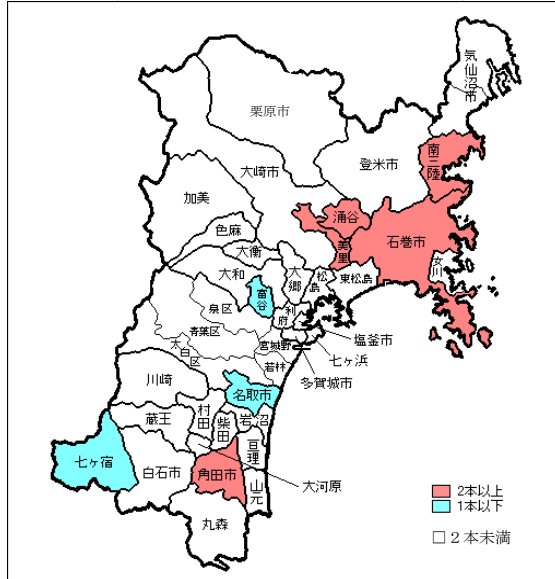 気仙沼市
栗原市
南三陸
登米市
大崎市
加美
涌谷
石巻市
色麻
美里
大衡
女川
大和
大郷
松島
東松島
富谷
泉区
利府
塩釜市
青葉区
宮城野
太白区
七ヶ浜
若林
多賀城市
川崎
名取市
蔵王
村田
柴田
岩沼
亘理
七ヶ宿
白石市
角田市
大河原
山元
丸森
2本以上
1本以下
２本未満